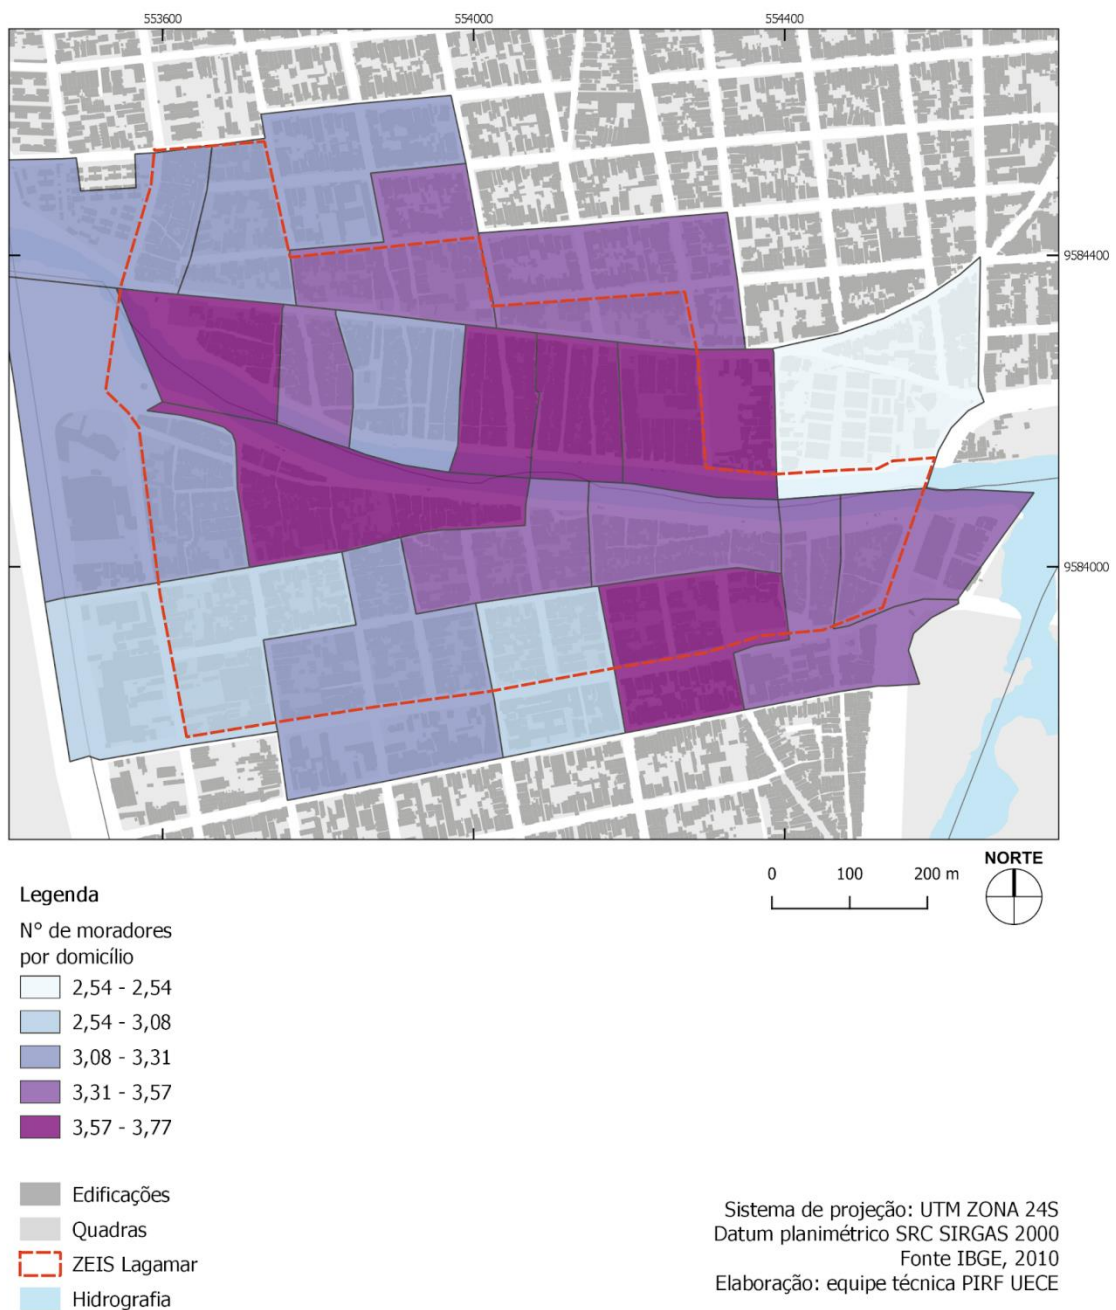 553600
554000
554400
9584400
9584000
0 100 200 m
NORTE
Legenda
N° de moradores
por domicílio
2,54 - 2,54
2,54 - 3,08
3,08 - 3,31
3,31 - 3,57
3,57 - 3,77
Edificações
Quadras
ZEIS Lagamar
Hidrografia
Sistema de projeção: UTM ZONA 24S
Datum planimétrico SRC SIRGAS 2000
Fonte IBGE, 2010
Elaboração: equipe técnica PIRF UECE